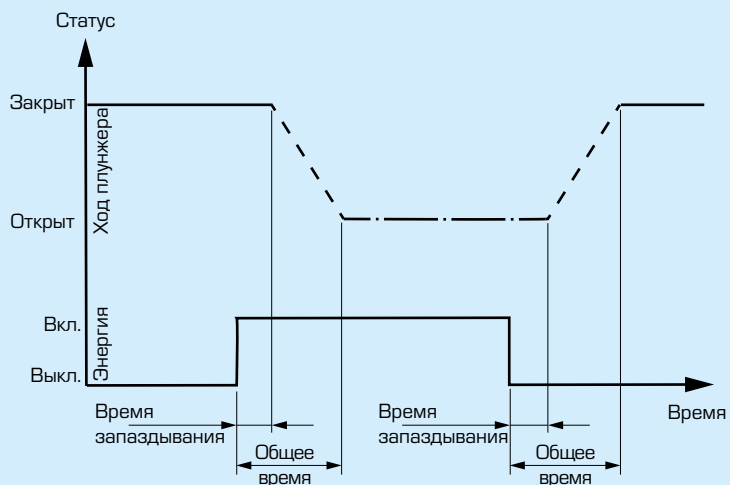 Статус
Закрыт
Ход плунжера
Открыт
Вкл.
Энергия
Выкл.
Время
Время
запаздывания
Общее
время
Время
запаздывания
Общее
время